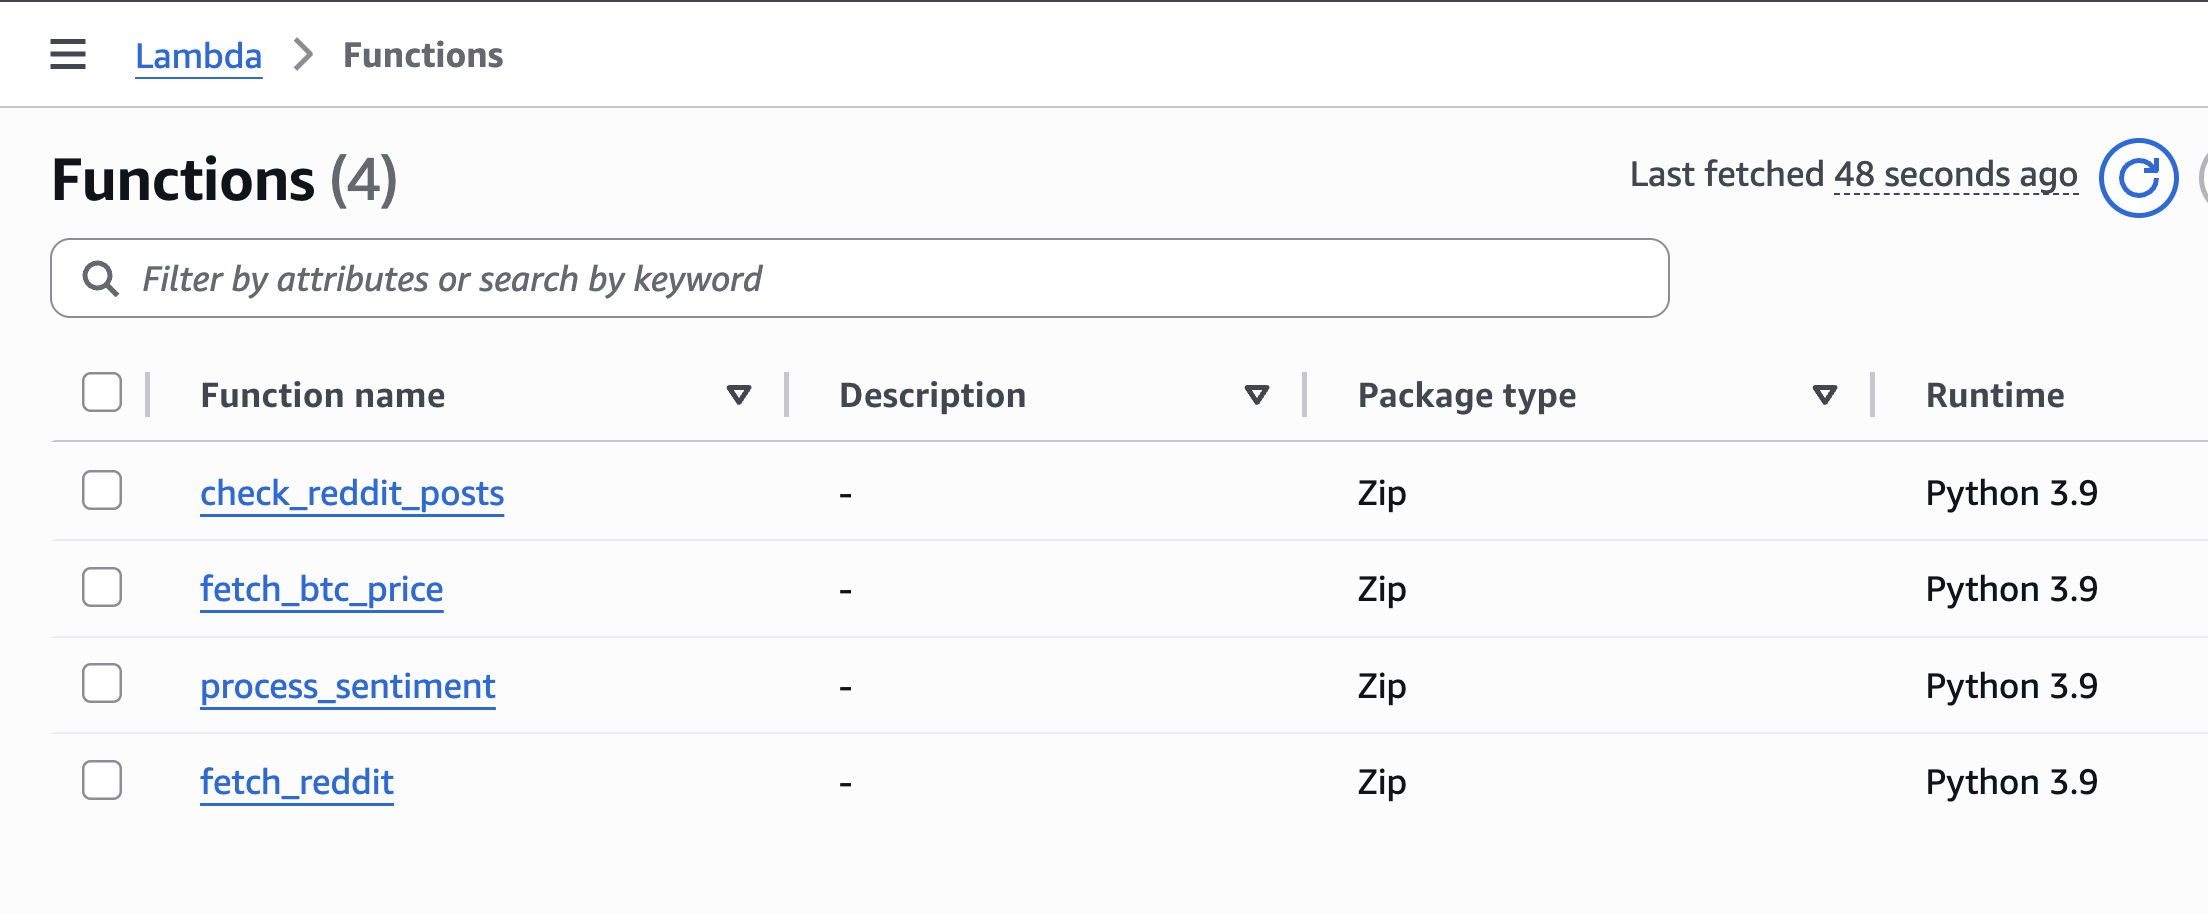 Lambda > Functions
Functions (4)
Last fetched 48 seconds ago
Filter by attributes or search by keyword
Function name Description Package type Runtime
check_reddit_posts - Zip Python 3.9
fetch_btc_price - Zip Python 3.9
process_sentiment - Zip Python 3.9
fetch_reddit - Zip Python 3.9